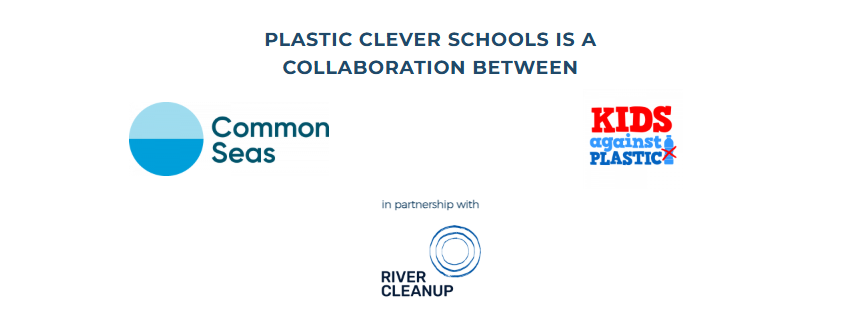 PLASTIC CLEVER SCHOOLS IS A
COLLABORATION BETWEEN
Common
Seas
KIDS
against
PLASTIC
in partnership with
RIVER
CLEANUP